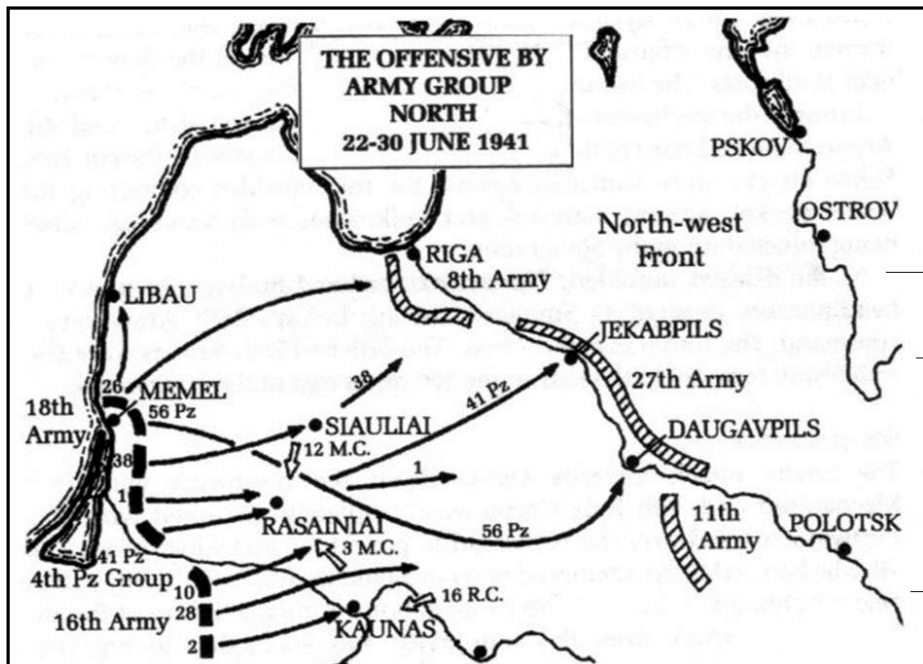 THE OFFENSIVE BY
ARMY GROUP
NORTH
22-30 JUNE 1941
PSKOV
OSTROV
North-west
Front
RIGA
8th Army
LIBAU
JEKABPILS
27th Army
38
41 Pz
26
MEMEL
56 Pz
18th
Army
SIAULIAI
12 M.C.
DAUGAVPILS
38
1
1
RASAINIAI
56 Pz
11th
Army
POLOTSK
41 Pz
3 M.C.
4th Pz Group
10
16th Army
28
16 R.C.
KAUNAS
2